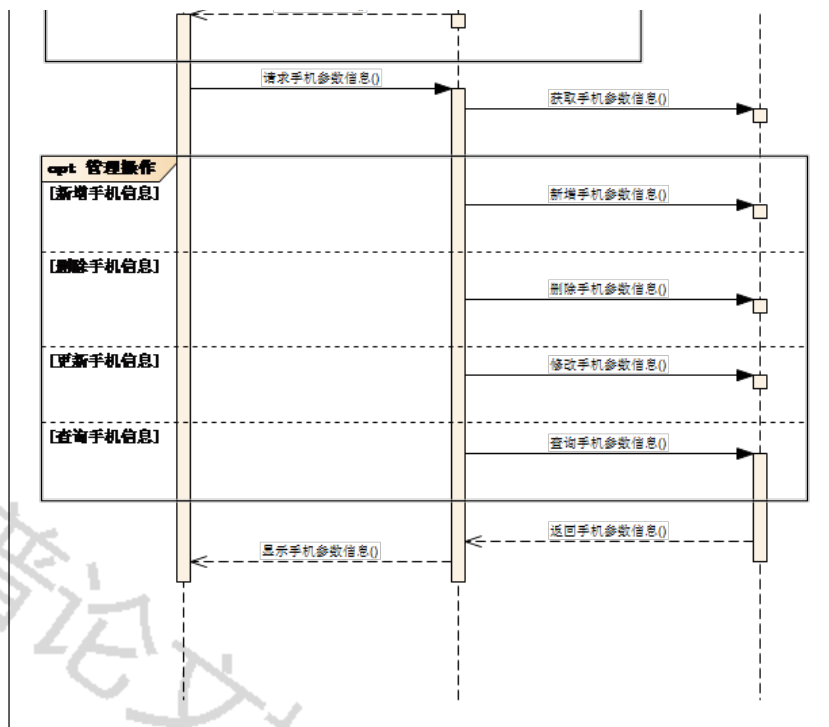 请求手机参数信息()
获取手机参数信息()
opt 管理操作
[新增手机信息]
新增手机参数信息()
[删除手机信息]
删除手机参数信息()
[更新手机信息]
修改手机参数信息()
[查询手机信息]
查询手机参数信息()
返回手机参数信息()
显示手机参数信息()
论文